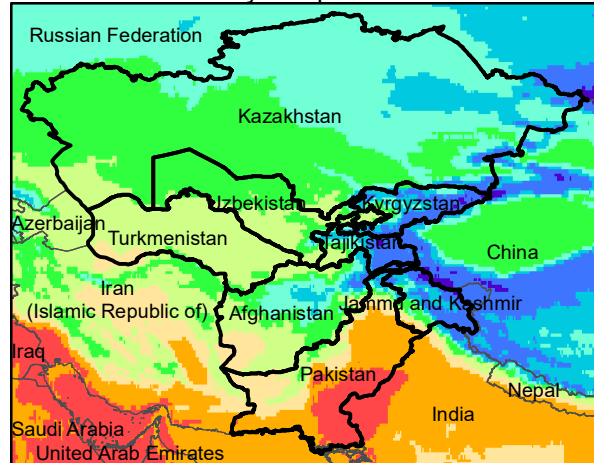 Russian Federation
Kazakhstan
Uzbekistan
Kyrgyzstan
Azerbaijan
Turkmenistan
Tajikistan
China
Iran
(Islamic Republic of)
Afghanistan
Jammu and Kashmir
Iraq
Pakistan
Nepal
India
Saudi Arabia
United Arab Emirates